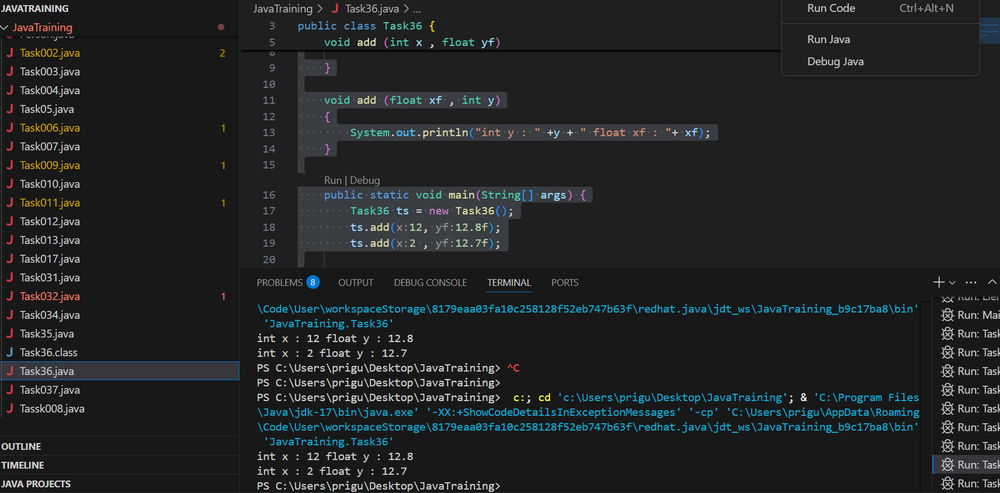 JAVATRAINING
JavaTraining
Person.java
Task002.java 2
Task003.java
Task004.java
Task05.java
Task006.java 1
Task007.java
Task009.java 1
Task010.java
Task011.java 1
Task012.java
Task013.java
Task017.java
Task031.java
Task032.java 1
Task034.java
Task35.java
Task36.class
Task36.java
Task037.java
Tassk008.java
OUTLINE
TIMELINE
JAVA PROJECTS
JavaTraining > J Task36.java > ...
3 public class Task36 {
5 void add (int x , float yf)
8
9 }
10
11 void add (float xf , int y)
12 {
13 System.out.println("int y : " +y + " float xf : "+ xf);
14 }
15
Run | Debug
16 public static void main(String[] args) {
17 Task36 ts = new Task36();
18 ts.add(x:12, yf:12.8f);
19 ts.add(x:2 , yf:12.7f);
20
Run Code Ctrl+Alt+N
Run Java
Debug Java
PROBLEMS 8 OUTPUT DEBUG CONSOLE TERMINAL PORTS
\Code\User\workspaceStorage\8179eaa03fa10c258128f52eb747b63f\redhat.java\jdt_ws\JavaTraining_b9c17ba8\bin'
'JavaTraining.Task36'
int x : 12 float y : 12.8
int x : 2 float y : 12.7
PS C:\Users\prigu\Desktop\JavaTraining> ^C
PS C:\Users\prigu\Desktop\JavaTraining>
PS C:\Users\prigu\Desktop\JavaTraining>  c:; cd 'c:\Users\prigu\Desktop\JavaTraining'; & 'C:\Program Files
\Java\jdk-17\bin\java.exe' '-XX:+ShowCodeDetailsInExceptionMessages' '-cp' 'C:\Users\prigu\AppData\Roaming
\Code\User\workspaceStorage\8179eaa03fa10c258128f52eb747b63f\redhat.java\jdt_ws\JavaTraining_b9c17ba8\bin'
'JavaTraining.Task36'
int x : 12 float y : 12.8
int x : 2 float y : 12.7
PS C:\Users\prigu\Desktop\JavaTraining>
Run: Mai
Run: Task
Run: Task
Run: Task
Run: Task
Run: Task
Run: Task
Run: Task
Run: Task
Run: Task